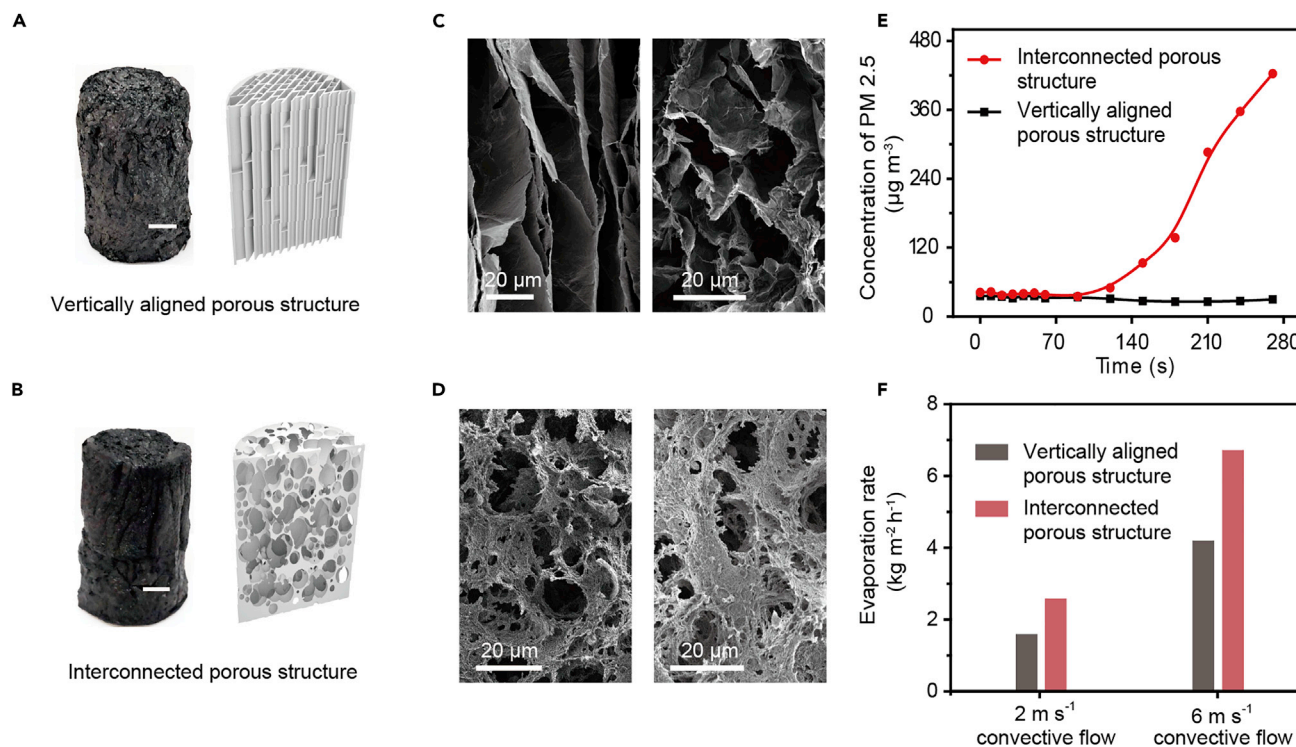 A
Vertically aligned porous structure
B
Interconnected porous structure
C
20 μm
20 μm
D
20 μm
20 μm
E
Concentration of PM 2.5
(μg m⁻³)
480
360
240
120
0
Interconnected porous
structure
Vertically aligned
porous structure
0
70
140
210
280
Time (s)
F
Evaporation rate
(kg m⁻² h⁻¹)
8
6
4
2
0
Vertically aligned
porous structure
Interconnected
porous structure
2 m s⁻¹
convective flow
6 m s⁻¹
convective flow